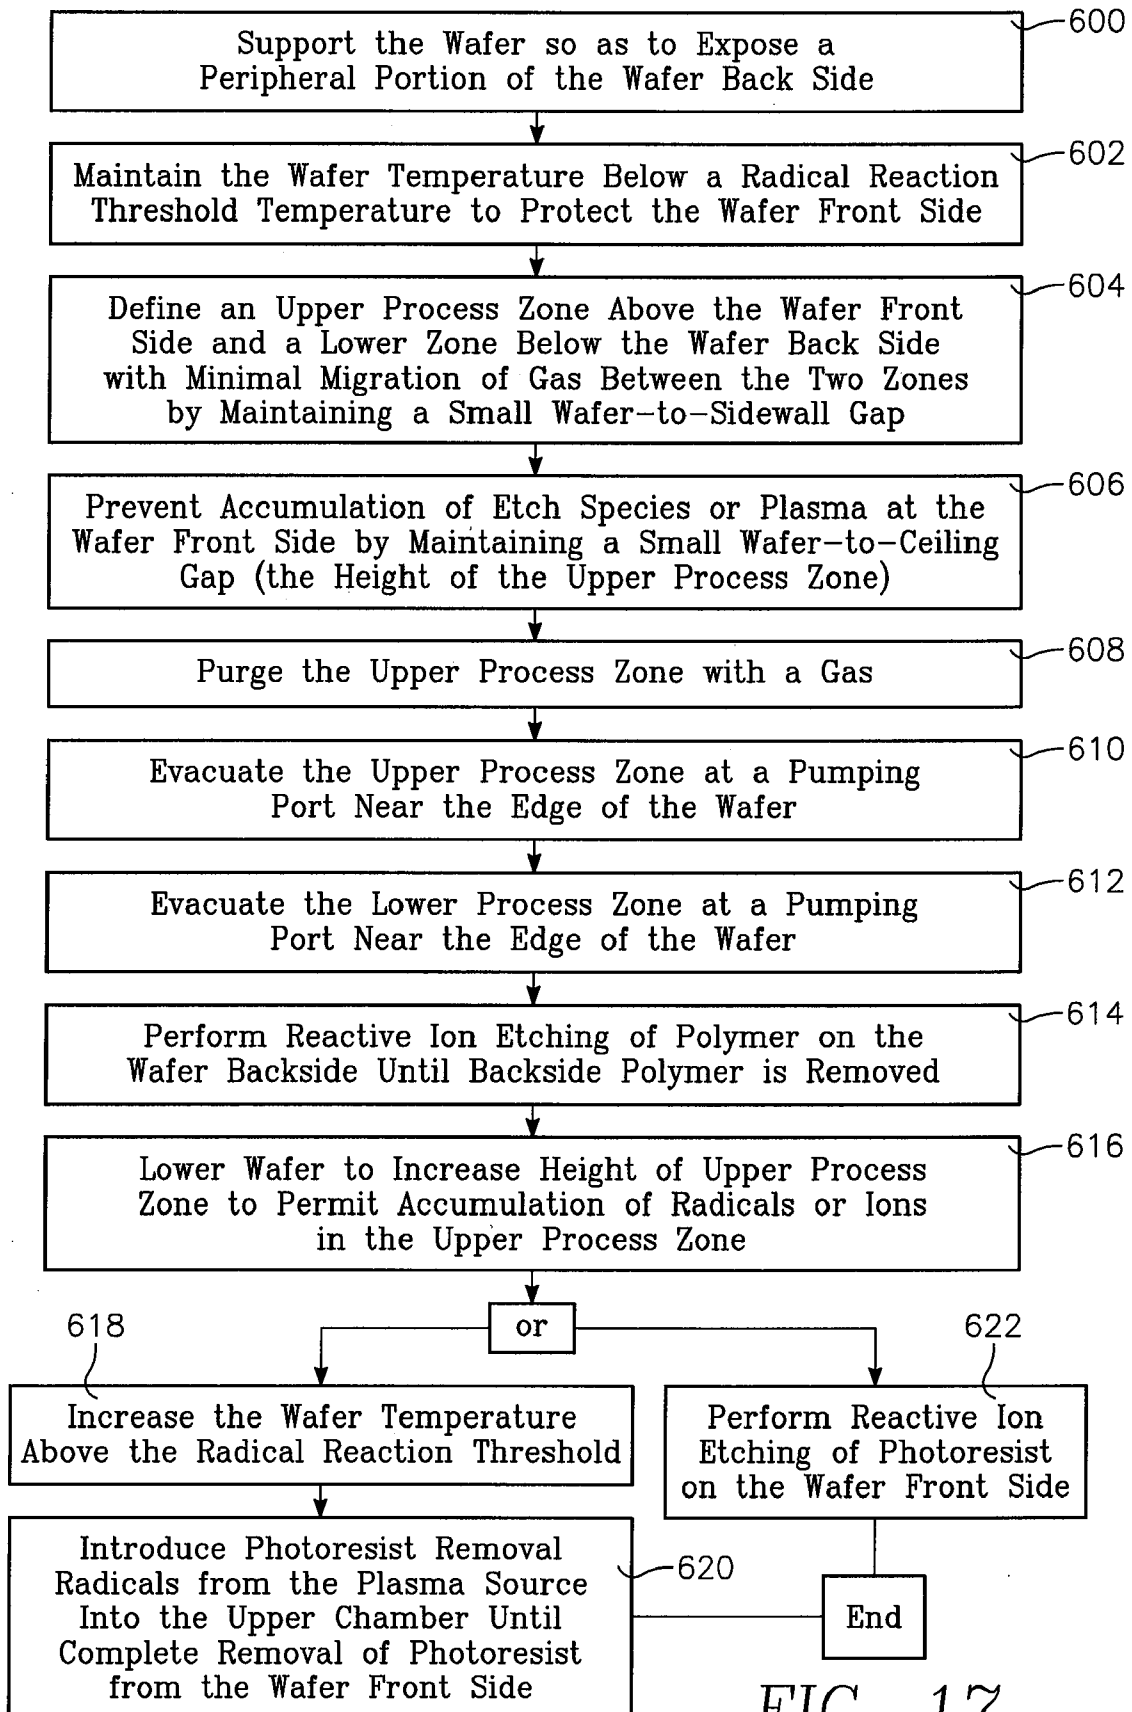 600
Support the Wafer so as to Expose a
Peripheral Portion of the Wafer Back Side
602
Maintain the Wafer Temperature Below a Radical Reaction
Threshold Temperature to Protect the Wafer Front Side
604
Define an Upper Process Zone Above the Wafer Front
Side and a Lower Zone Below the Wafer Back Side
with Minimal Migration of Gas Between the Two Zones
by Maintaining a Small Wafer-to-Sidewall Gap
606
Prevent Accumulation of Etch Species or Plasma at the
Wafer Front Side by Maintaining a Small Wafer-to-Ceiling
Gap (the Height of the Upper Process Zone)
608
Purge the Upper Process Zone with a Gas
610
Evacuate the Upper Process Zone at a Pumping
Port Near the Edge of the Wafer
612
Evacuate the Lower Process Zone at a Pumping
Port Near the Edge of the Wafer
614
Perform Reactive Ion Etching of Polymer on the
Wafer Backside Until Backside Polymer is Removed
616
Lower Wafer to Increase Height of Upper Process
Zone to Permit Accumulation of Radicals or Ions
in the Upper Process Zone
or
618
Increase the Wafer Temperature
Above the Radical Reaction Threshold
622
Perform Reactive Ion
Etching of Photoresist
on the Wafer Front Side
620
Introduce Photoresist Removal
Radicals from the Plasma Source
Into the Upper Chamber Until
Complete Removal of Photoresist
from the Wafer Front Side
End
FIG. 17